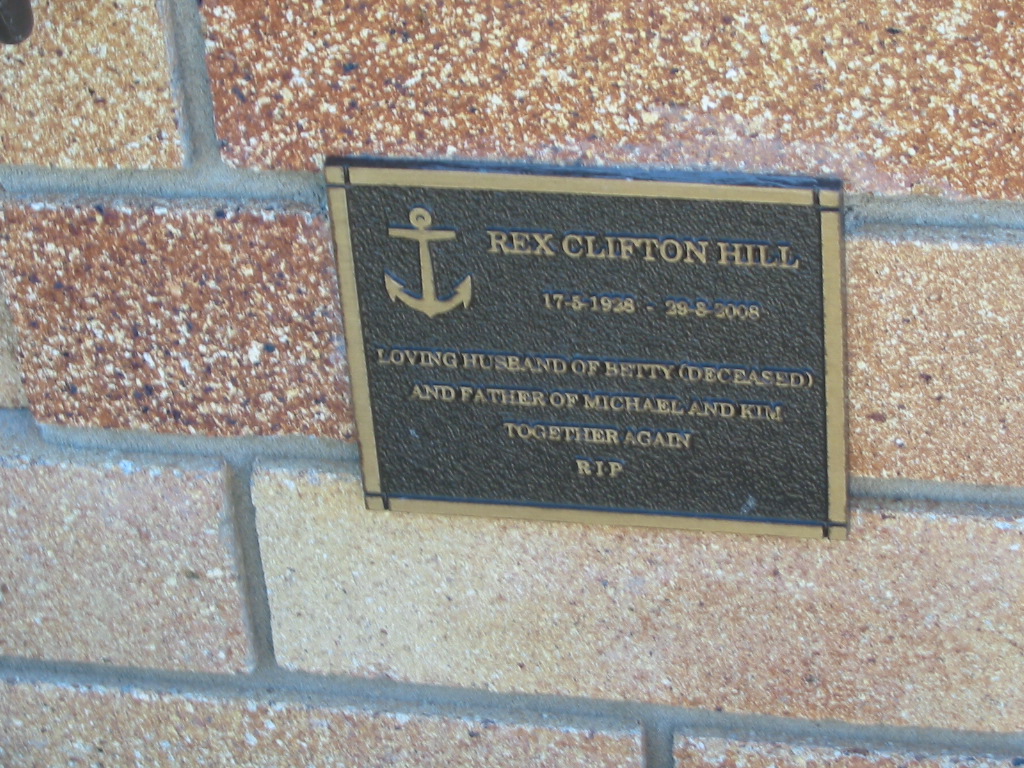 REX CLIFTON HILL
17-5-1928 - 29-8-2008
LOVING HUSBAND OF BETTY (DECEASED)
AND FATHER OF MICHAEL AND KIM
TOGETHER AGAIN
R I P